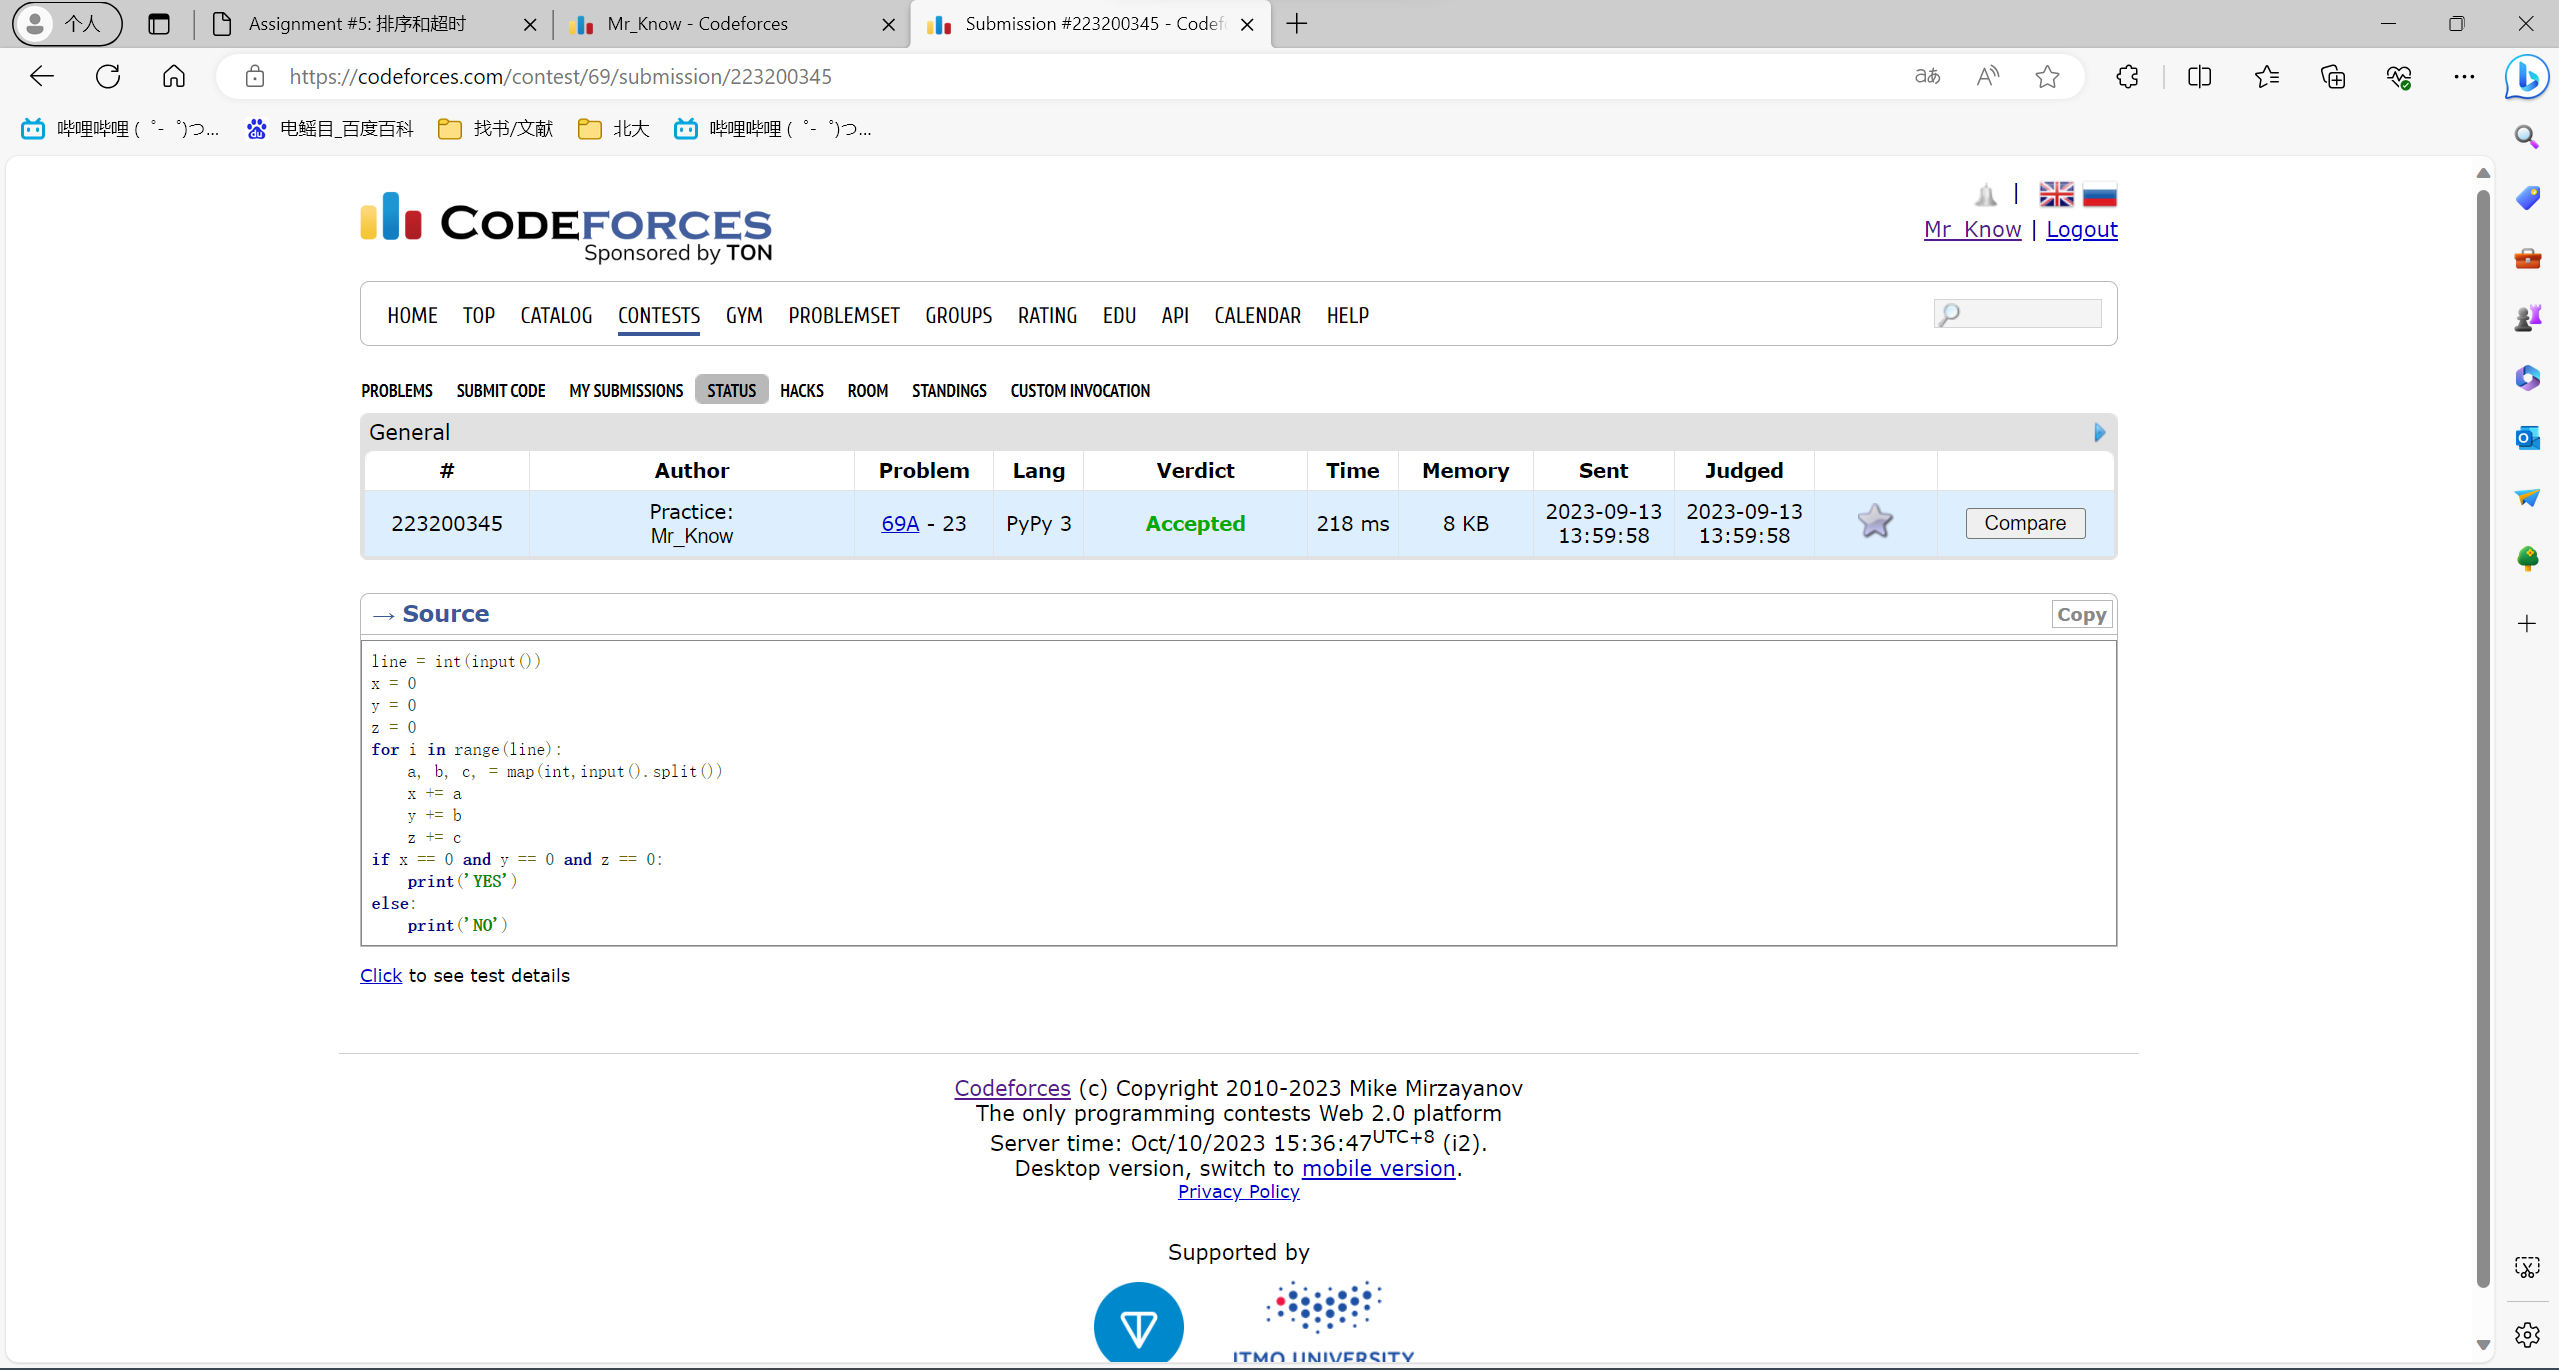 个人
Assignment #5: 排序和超时
Mr_Know - Codeforces
Submission #223200345 - Codef
https://codeforces.com/contest/69/submission/223200345
哔哩哔哩 (゜-゜)つ...
电鳐目_百度百科
找书/文献
北大
哔哩哔哩 (゜-゜)つ...
CODEFORCES
Sponsored by TON
|
Mr_Know | Logout
HOME TOP CATALOG CONTESTS GYM PROBLEMSET GROUPS RATING EDU API CALENDAR HELP
PROBLEMS SUBMIT CODE MY SUBMISSIONS STATUS HACKS ROOM STANDINGS CUSTOM INVOCATION
General
# Author Problem Lang Verdict Time Memory Sent Judged
223200345 Practice: Mr_Know 69A - 23 PyPy 3 Accepted 218 ms 8 KB 2023-09-13 13:59:58 2023-09-13 13:59:58 Compare
→ Source
Copy
line = int(input())
x = 0
y = 0
z = 0
for i in range(line):
    a, b, c, = map(int,input().split())
    x += a
    y += b
    z += c
if x == 0 and y == 0 and z == 0:
    print('YES')
else:
    print('NO')
Click to see test details
Codeforces (c) Copyright 2010-2023 Mike Mirzayanov
The only programming contests Web 2.0 platform
Server time: Oct/10/2023 15:36:47UTC+8 (i2).
Desktop version, switch to mobile version.
Privacy Policy
Supported by
ITMO UNIVERSITY